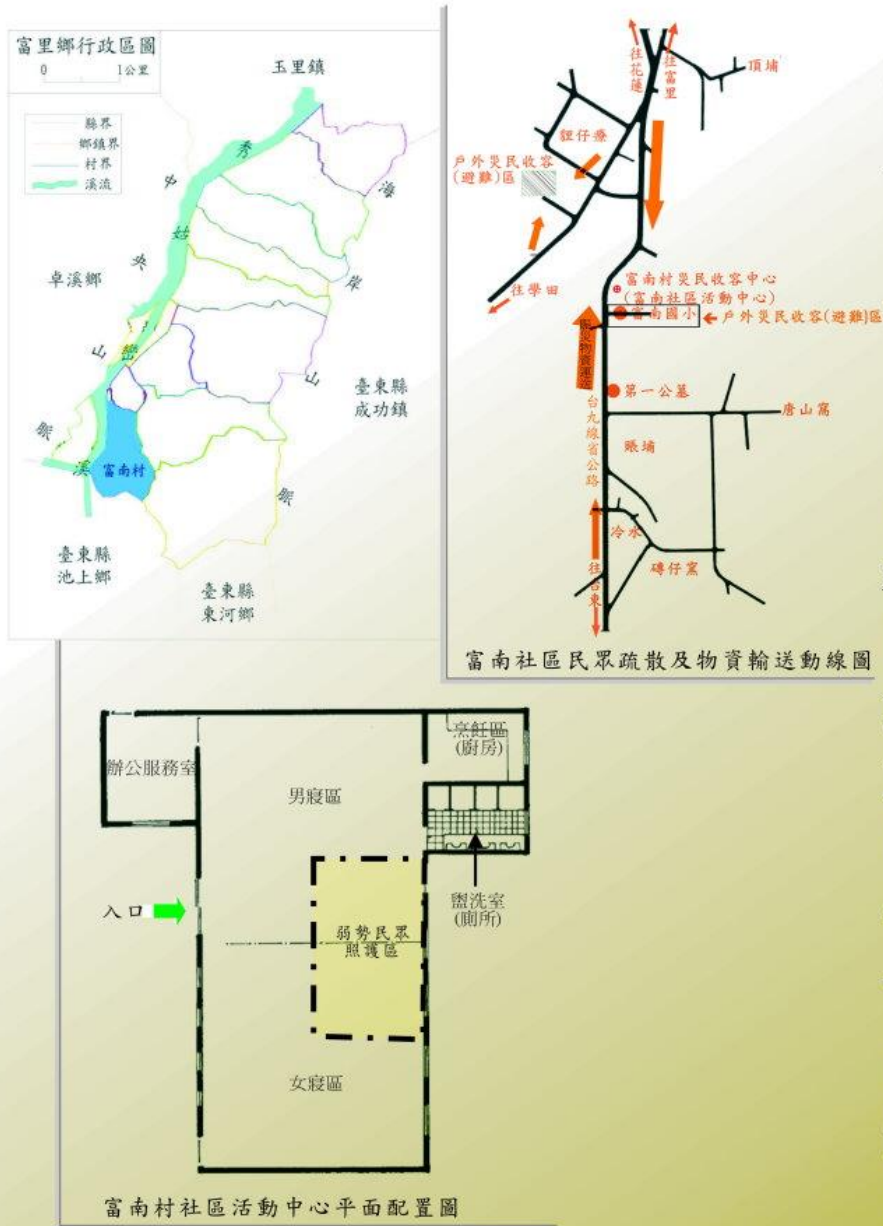 富里鄉行政區圖
0 1公里
縣界
鄉鎮界
村界
溪流
玉里鎮
卓溪鄉
中
央
山
脈
秀
姑
巒
溪
海
岸
山
脈
富南村
臺東縣
成功鎮
臺東縣
池上鄉
臺東縣
東河鄉
往花蓮
往富里
頂埔
貍仔療
戶外災民收容
(避難)區
往學田
富南村災民收容中心
(富南社區活動中心)
富南國小
戶外災民收容(避難)區
賑災物資運送
第一公墓
台九線省公路
唐山窩
賬埔
冷水
磚仔窯
往台東
富南社區民眾疏散及物資輸送動線圖
辦公服務室
烹飪區
(廚房)
男寢區
盥洗室
(廁所)
入口
弱勢民眾
照護區
女寢區
富南村社區活動中心平面配置圖